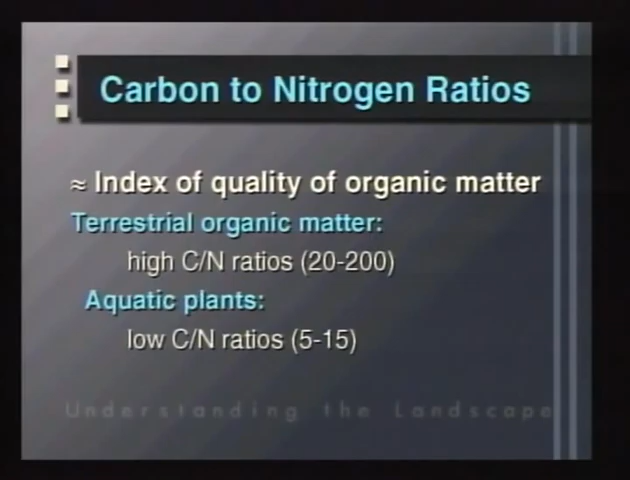 Carbon to Nitrogen Ratios
≈ Index of quality of organic matter
Terrestrial organic matter:
high C/N ratios (20-200)
Aquatic plants:
low C/N ratios (5-15)
Understanding the Landscape